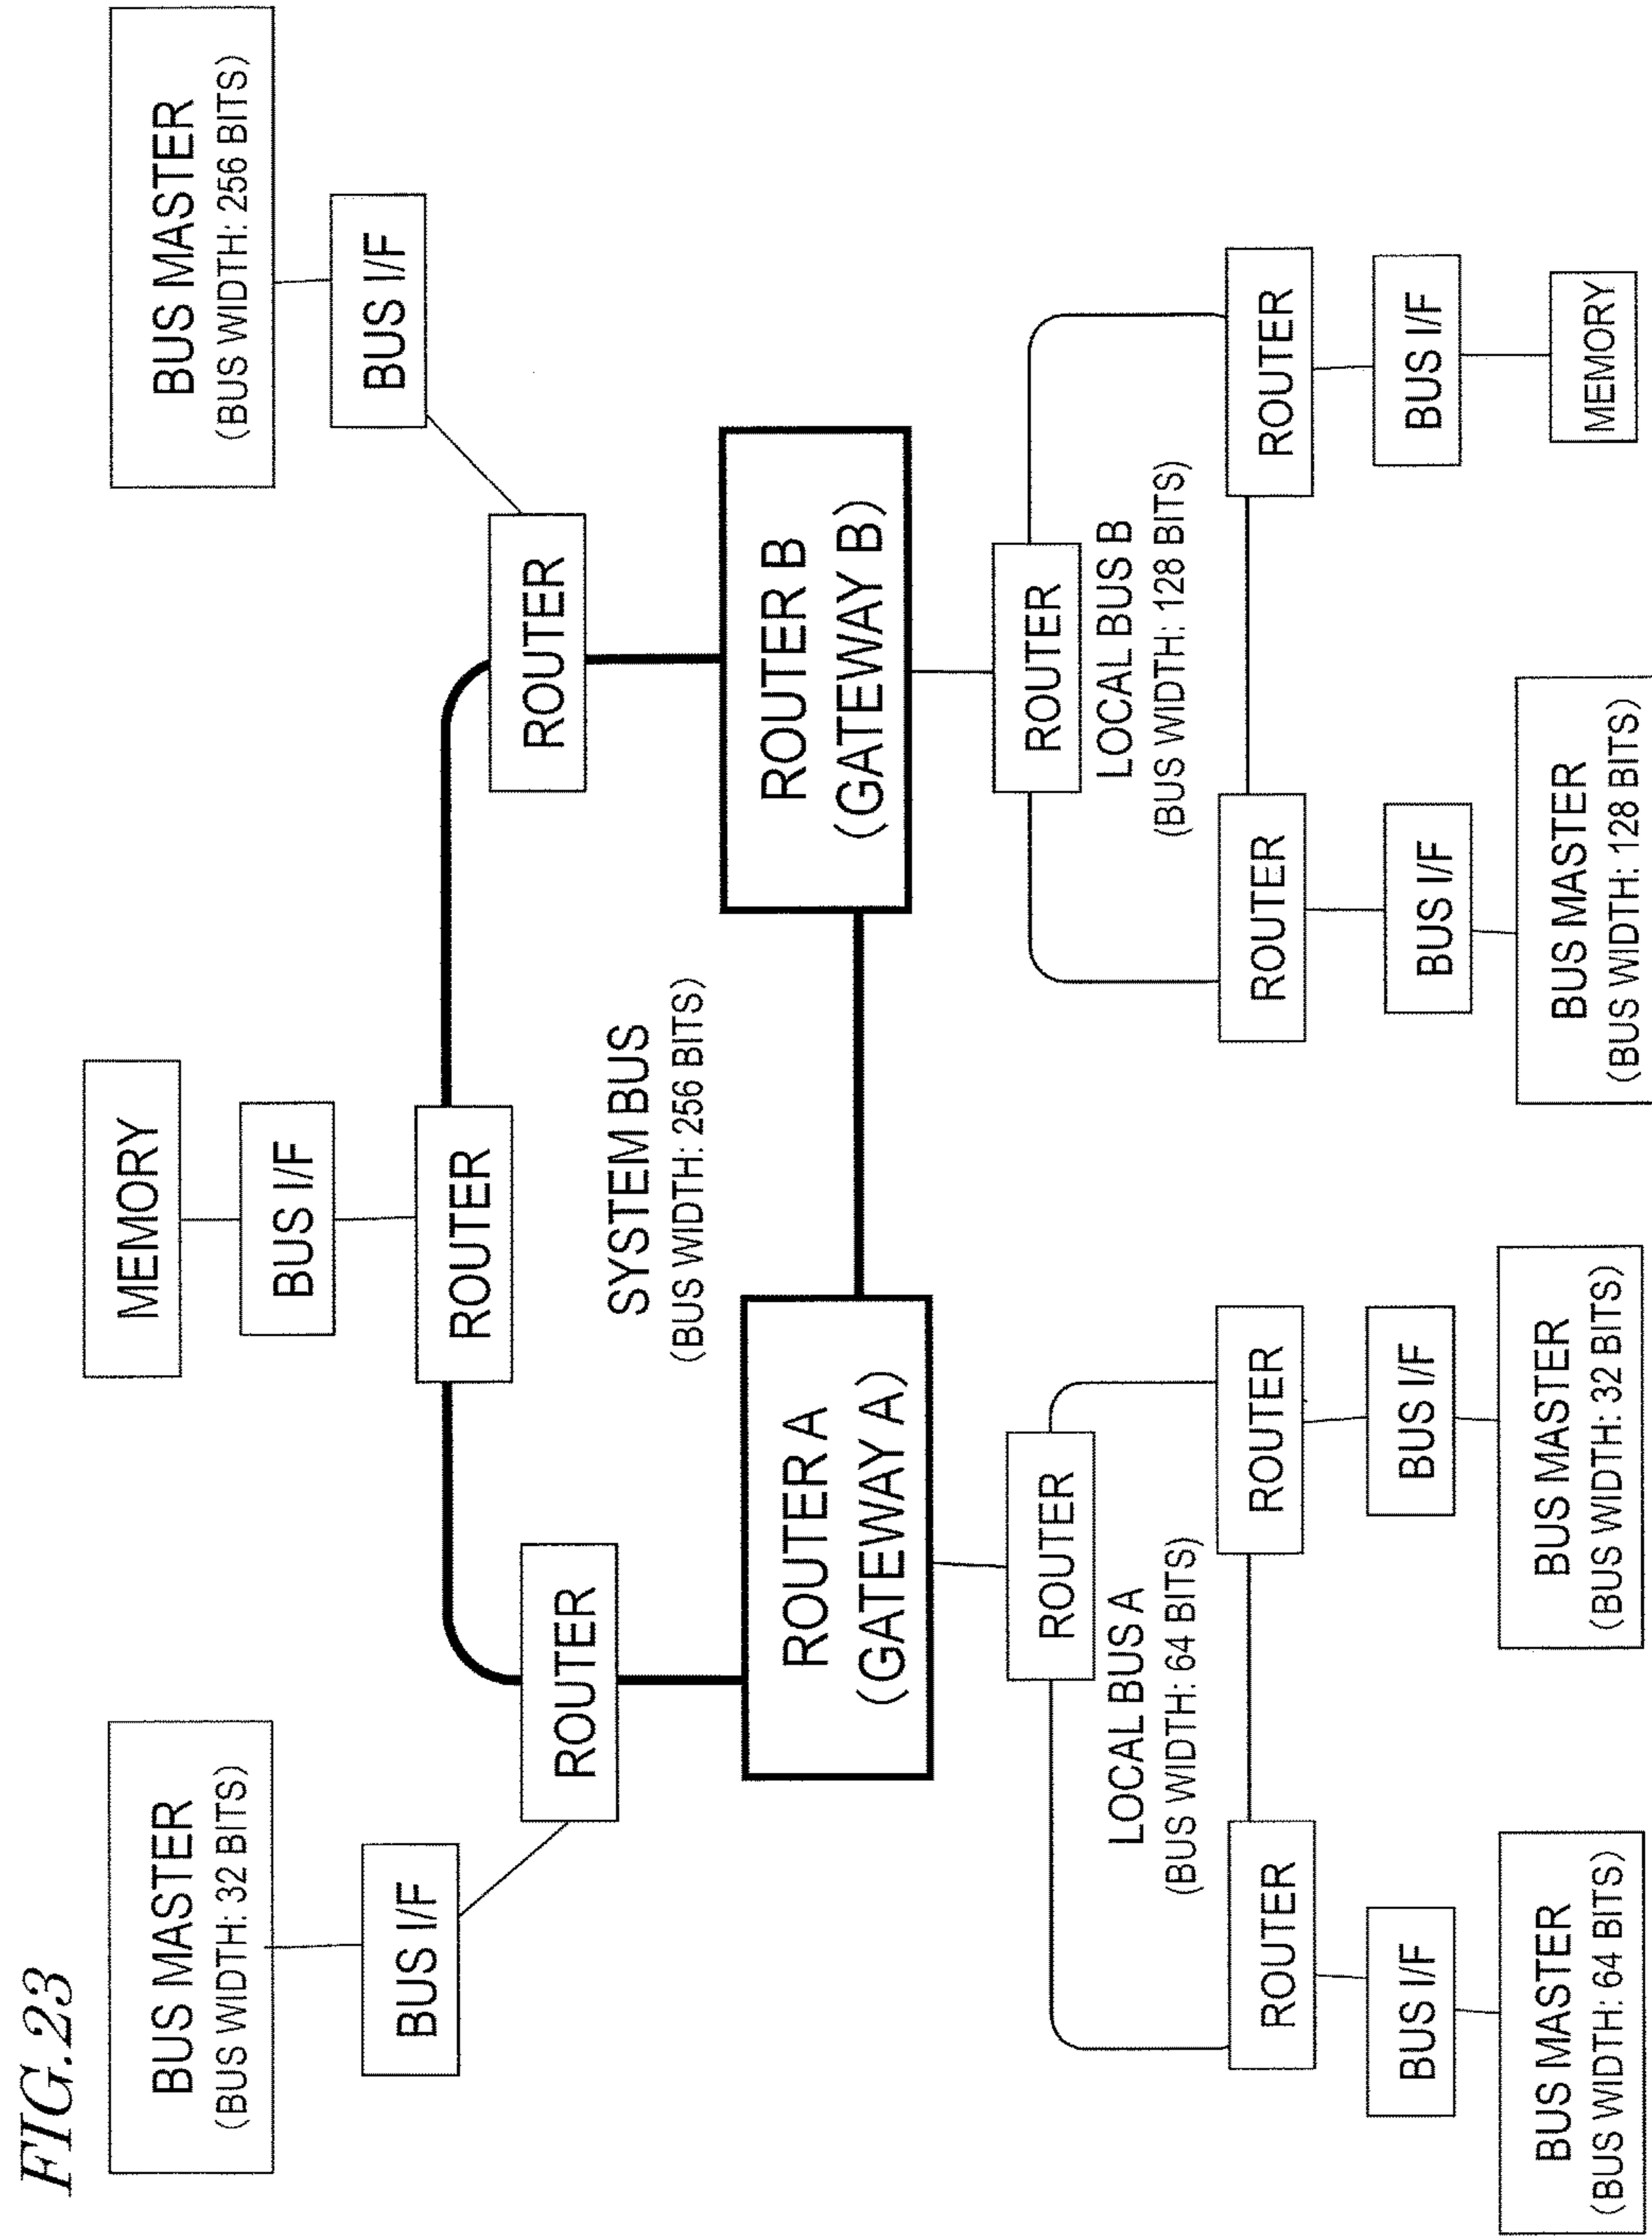 FIG.23
BUS MASTER
(BUS WIDTH: 32 BITS)
MEMORY
BUS MASTER
(BUS WIDTH: 256 BITS)
BUS I/F
BUS I/F
BUS I/F
ROUTER
ROUTER
ROUTER
SYSTEM BUS
(BUS WIDTH: 256 BITS)
ROUTER A
(GATEWAY A)
ROUTER B
(GATEWAY B)
ROUTER
ROUTER
LOCAL BUS A
(BUS WIDTH: 64 BITS)
LOCAL BUS B
(BUS WIDTH: 128 BITS)
ROUTER
ROUTER
ROUTER
ROUTER
BUS I/F
BUS I/F
BUS I/F
BUS I/F
BUS MASTER
(BUS WIDTH: 64 BITS)
BUS MASTER
(BUS WIDTH: 32 BITS)
BUS MASTER
(BUS WIDTH: 128 BITS)
MEMORY